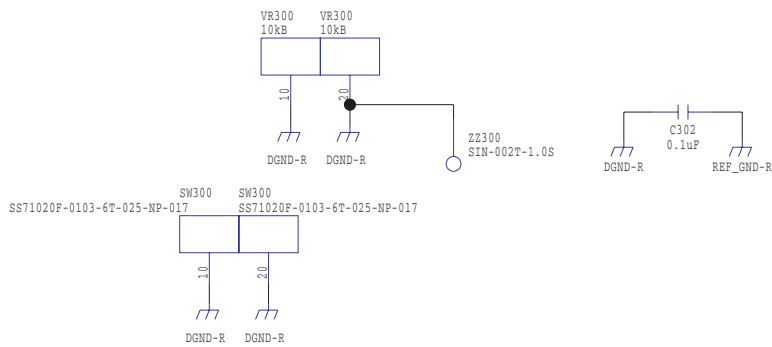 VR300 VR300
10kB 10kB
10 20
DGND-R DGND-R
ZZ300
SIN-002T-1.0S
C302
0.1uF
DGND-R REF_GND-R
SW300 SW300
SS71020F-0103-6T-025-NP-017 SS71020F-0103-6T-025-NP-017
10 20
DGND-R DGND-R